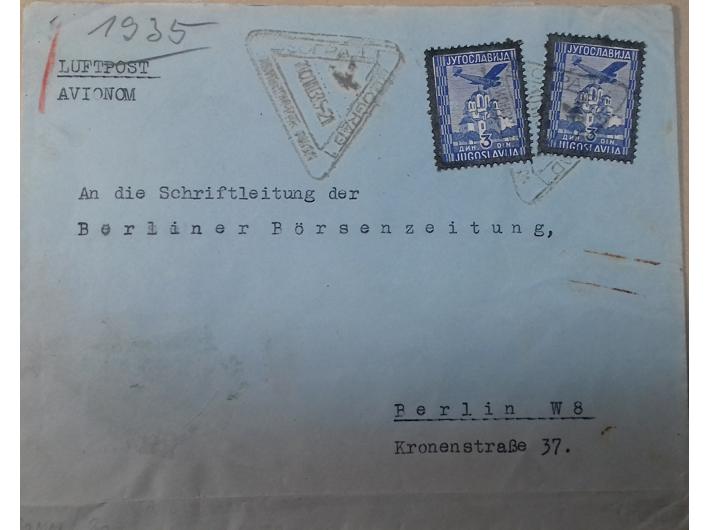 1935
LUFTPOST
AVIONOM
ЈУГОСЛАВИЈА
3
ДИН. DIN.
JUGOSLAVIJA
ЈУГОСЛАВИЈА
3
ДИН. DIN.
JUGOSLAVIJA
An die Schriftleitung der
Berliner Börsenzeitung,
Berlin W8
Kronenstraße 37.